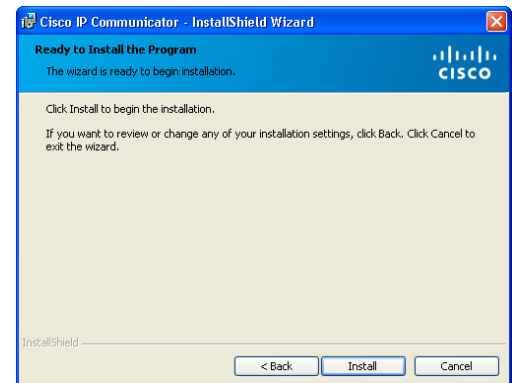 Cisco IP Communicator - InstallShield Wizard
Ready to Install the Program
The wizard is ready to begin installation.
CISCO
Click Install to begin the installation.
If you want to review or change any of your installation settings, click Back. Click Cancel to
exit the wizard.
InstallShield
< Back
Install
Cancel